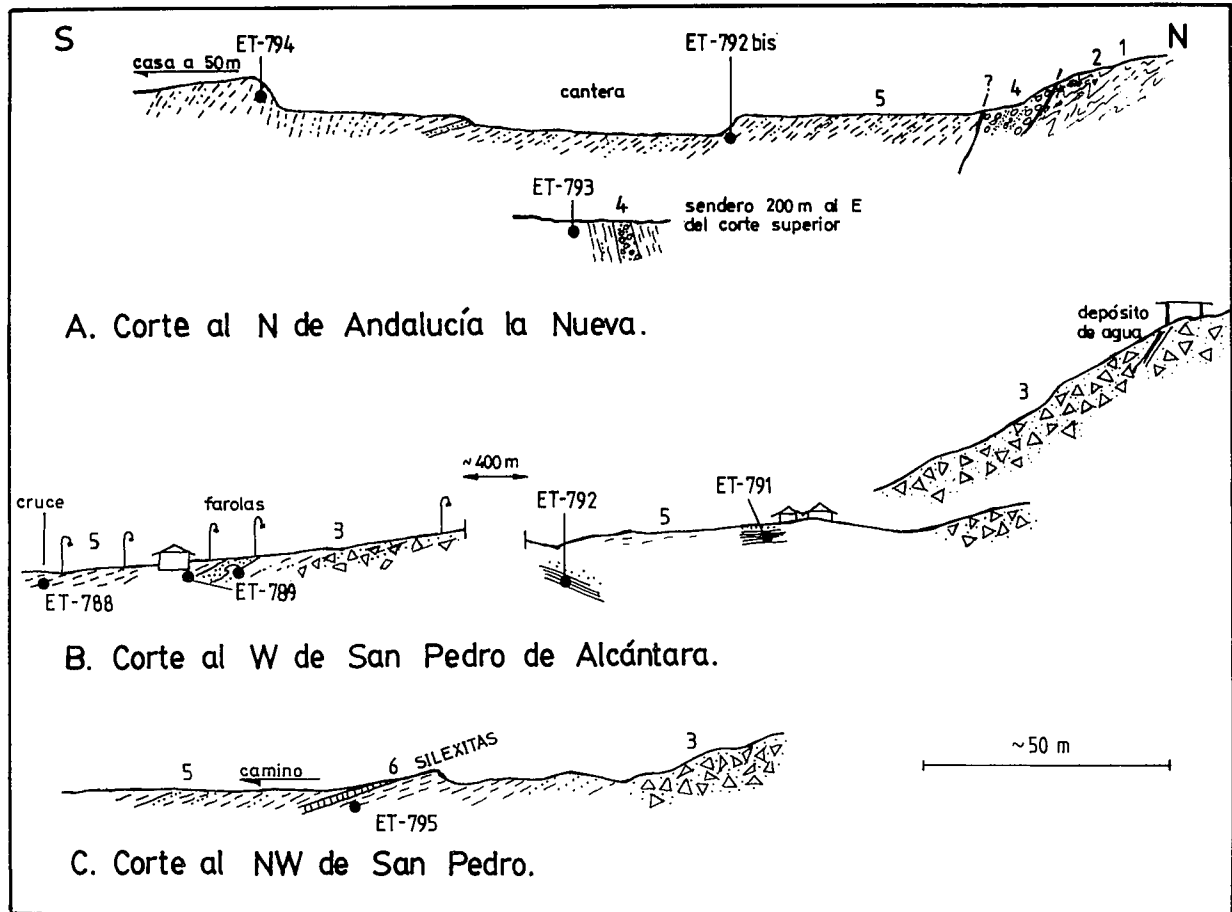 S
N
ET-794
ET-792 bis
casa a 50 m
cantera
5
? 4 2 1
ET-793
4
sendero 200 m al E
del corte superior
A. Corte al N de Andalucía la Nueva.
depósito
de agua
3
~400 m
cruce
farolas
ET-792
ET-791
5
3
5
ET-788
ET-789
B. Corte al W de San Pedro de Alcántara.
6 SILEXITAS
3
~50 m
5
camino
ET-795
C. Corte al NW de San Pedro.